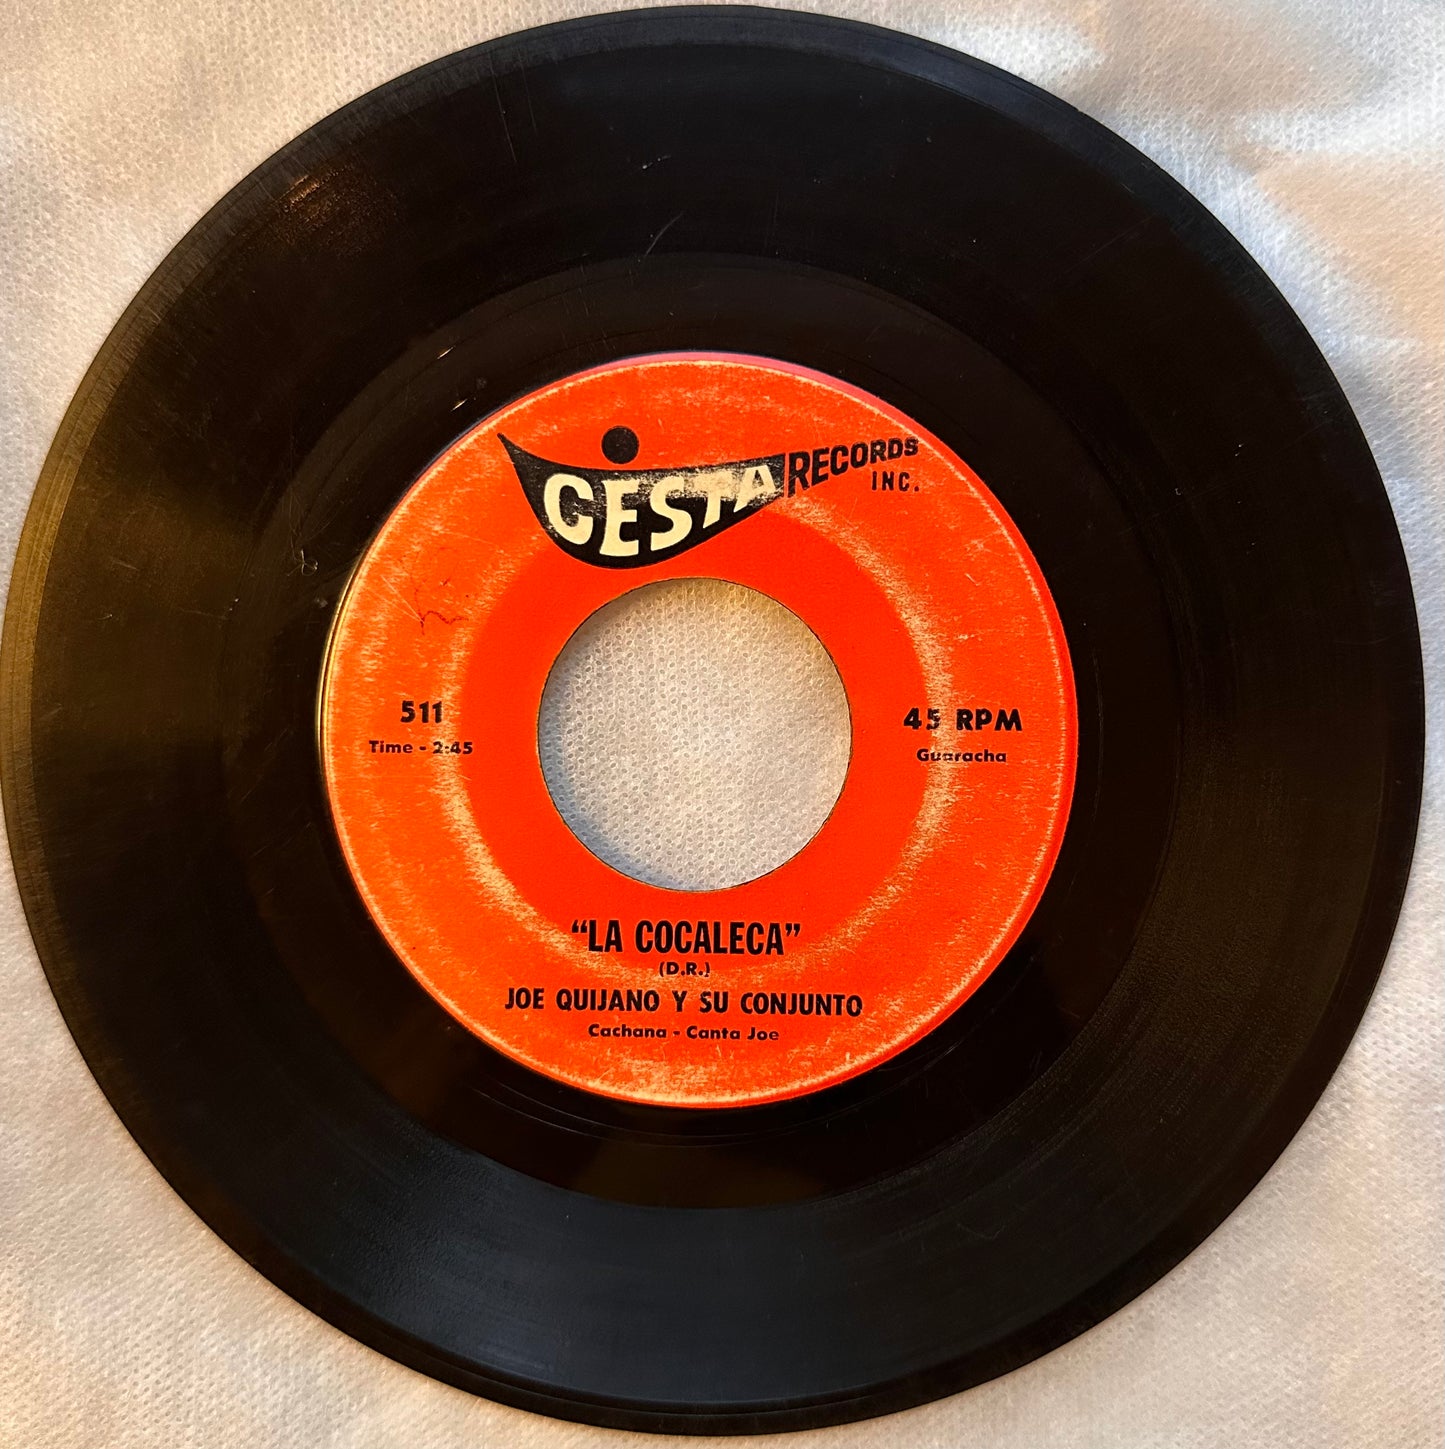 CESTA RECORDS
INC.
511
Time - 2:45
45 RPM
Guaracha
"LA COCALECA"
(D.R.)
JOE QUIJANO Y SU CONJUNTO
Cachana - Canta Joe